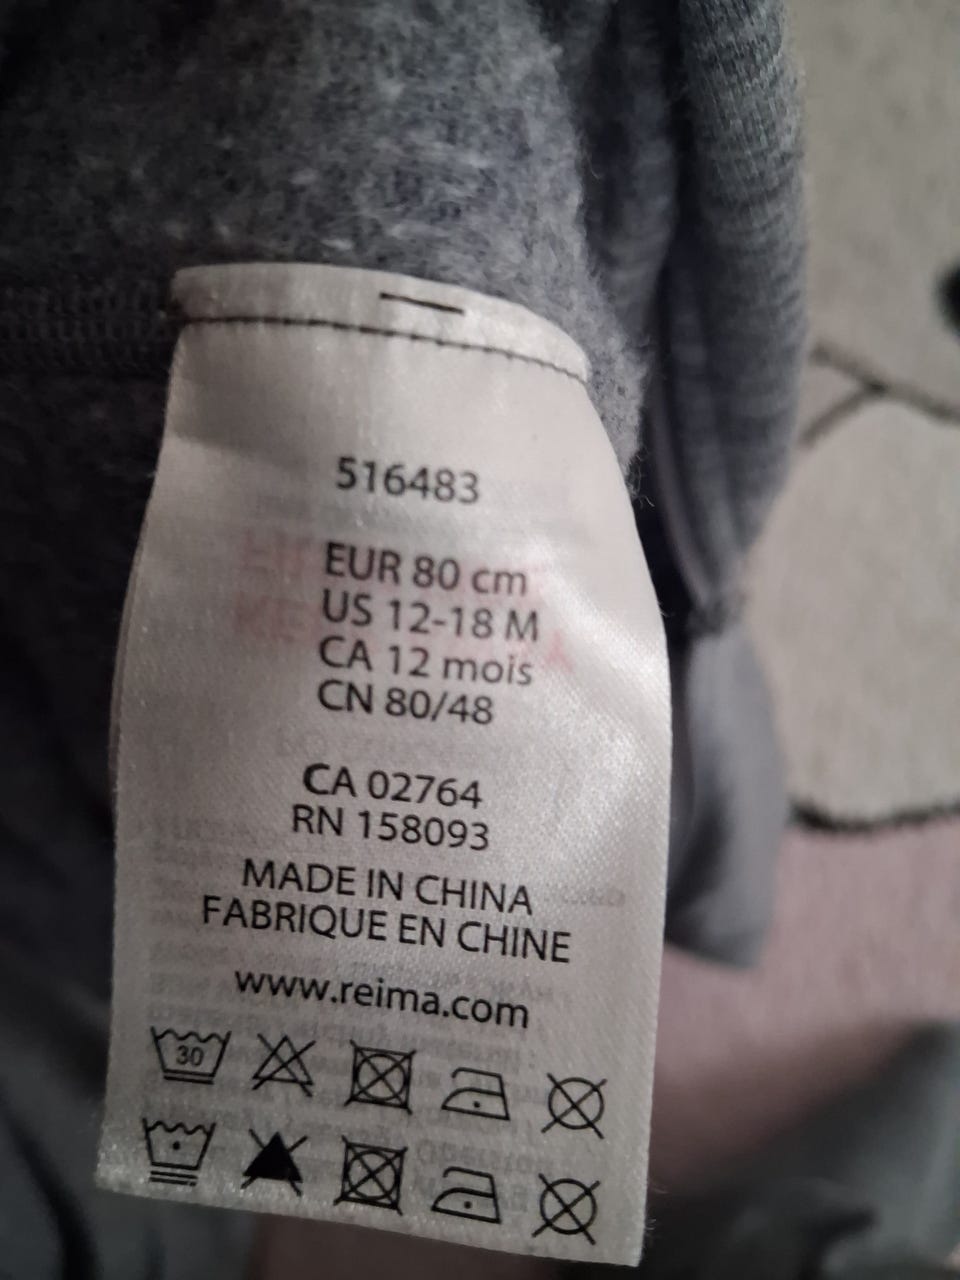 516483
EUR 80 cm
US 12-18 M
CA 12 mois
CN 80/48
CA 02764
RN 158093
MADE IN CHINA
FABRIQUE EN CHINE
www.reima.com
30